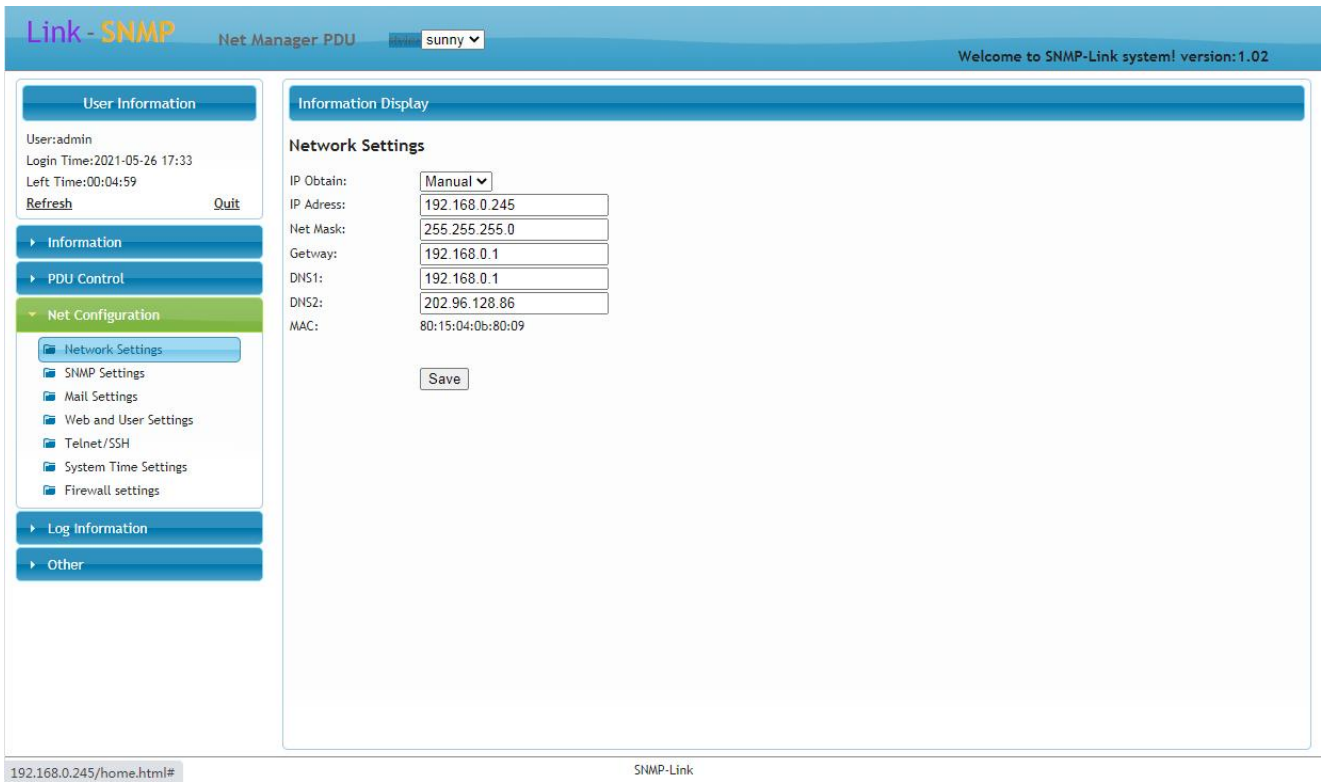 Link - SNMP
Net Manager PDU
sunny
Welcome to SNMP-Link system! version:1.02
User Information
User:admin
Login Time:2021-05-26 17:33
Left Time:00:04:59
Refresh Quit
Information
PDU Control
Net Configuration
Network Settings
SNMP Settings
Mail Settings
Web and User Settings
Telnet/SSH
System Time Settings
Firewall settings
Log Information
Other
Information Display
Network Settings
IP Obtain: Manual
IP Adress: 192.168.0.245
Net Mask: 255.255.255.0
Getway: 192.168.0.1
DNS1: 192.168.0.1
DNS2: 202.96.128.86
MAC: 80:15:04:0b:80:09
Save
192.168.0.245/home.html#
SNMP-Link